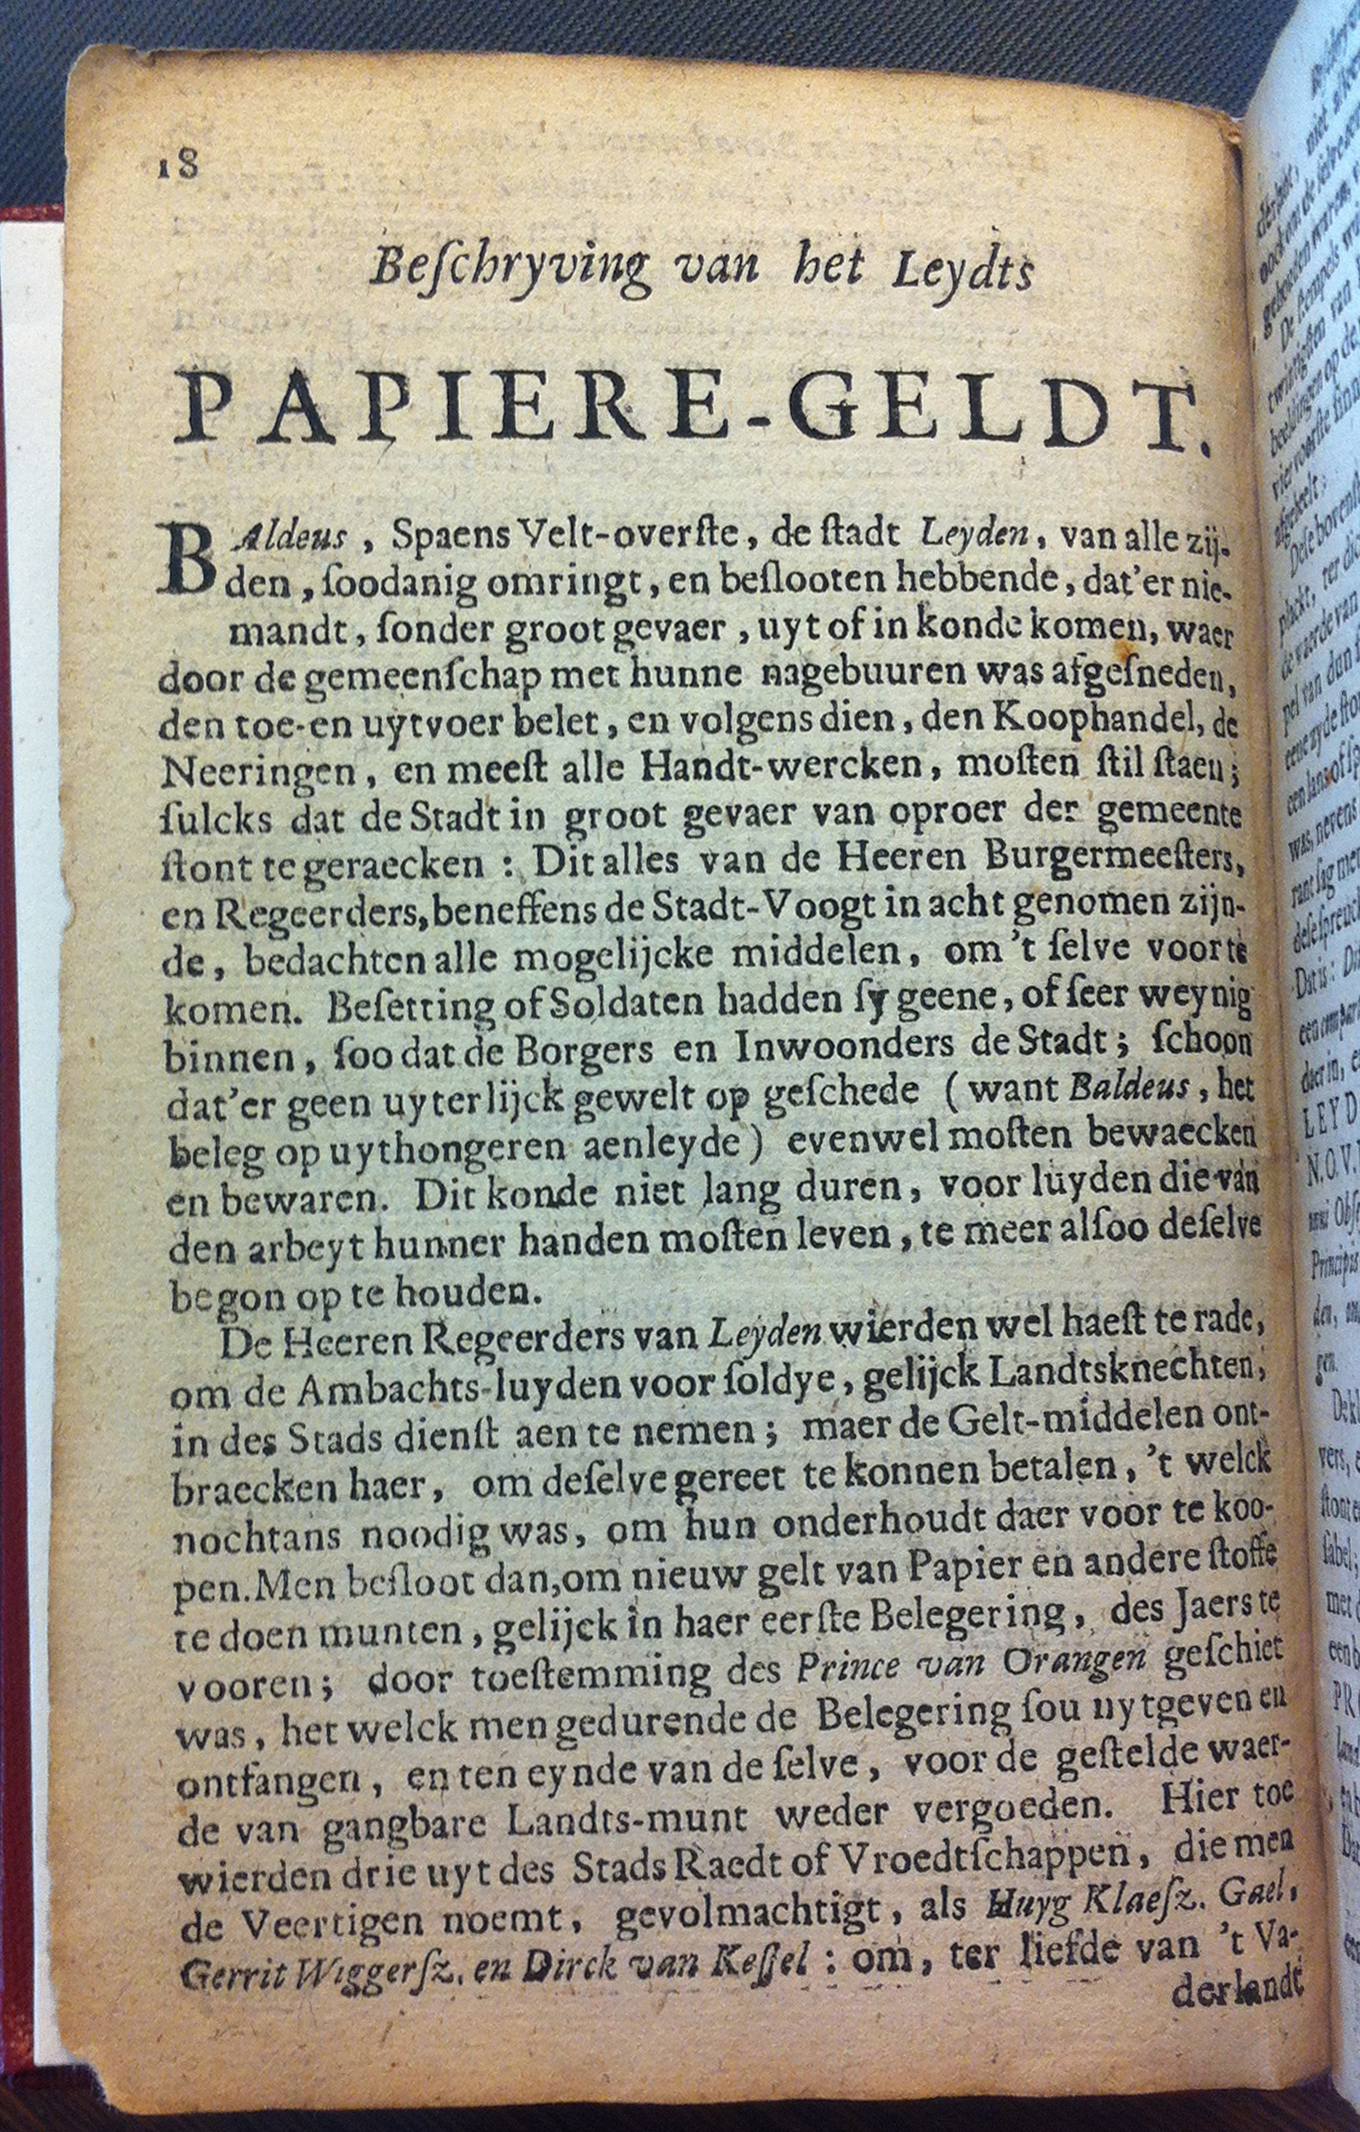 18
Beſchryving van het Leydts
PAPIERE-GELDT.
BAldeus, Spaens Velt-overſte, de ſtadt Leyden, van alle zij-
den, ſoodanig omringt, en beſlooten hebbende, dat'er nie-
mandt, ſonder groot gevaer, uyt of in konde komen, waer
door de gemeenſchap met hunne nagebuuren was afgeſneden,
den toe-en uytvoer belet, en volgens dien, den Koophandel, de
Neeringen, en meeſt alle Handt-wercken, moſten ſtil ſtaen;
ſulcks dat de Stadt in groot gevaer van oproer der gemeente
ſtont te geraecken: Dit alles van de Heeren Burgermeeſters,
en Regeerders, beneffens de Stadt-Voogt in acht genomen zijn-
de, bedachten alle mogelijcke middelen, om 't ſelve voor te
komen. Beſetting of Soldaten hadden ſy geene, of ſeer weynig
binnen, ſoo dat de Borgers en Inwoonders de Stadt; ſchoon
dat'er geen uyterlijck gewelt op geſchede (want Baldeus, het
beleg op uythongeren aenleyde) evenwel moſten bewaecken
en bewaren. Dit konde niet lang duren, voor luyden die van
den arbeyt hunner handen moſten leven, te meer alſoo deſelve
begon op te houden.
De Heeren Regeerders van Leyden wierden wel haeſt te rade,
om de Ambachts-luyden voor ſoldye, gelijck Landtsknechten,
in des Stads dienſt aen te nemen; maer de Gelt-middelen ont-
braecken haer, om deſelve gereet te konnen betalen, 't welck
nochtans noodig was, om hun onderhoudt daer voor te koo-
pen. Men beſloot dan, om nieuw gelt van Papier en andere ſtoffe
te doen munten, gelijck in haer eerſte Belegering, des Jaers te
vooren; door toeſtemming des Prince van Orangen geſchiet
was, het welck men gedurende de Belegering ſou uytgeven en
ontfangen, en ten eynde van de ſelve, voor de geſtelde waer-
de van gangbare Landts-munt weder vergoeden. Hier toe
wierden drie uyt des Stads Raedt of Vroedtſchappen, die men
de Veertigen noemt, gevolmachtigt, als Huyg Klaeſz. Gael,
Gerrit Wiggerſz. en Dirck van Keſſel: om, ter liefde van 't Va-
derlandt